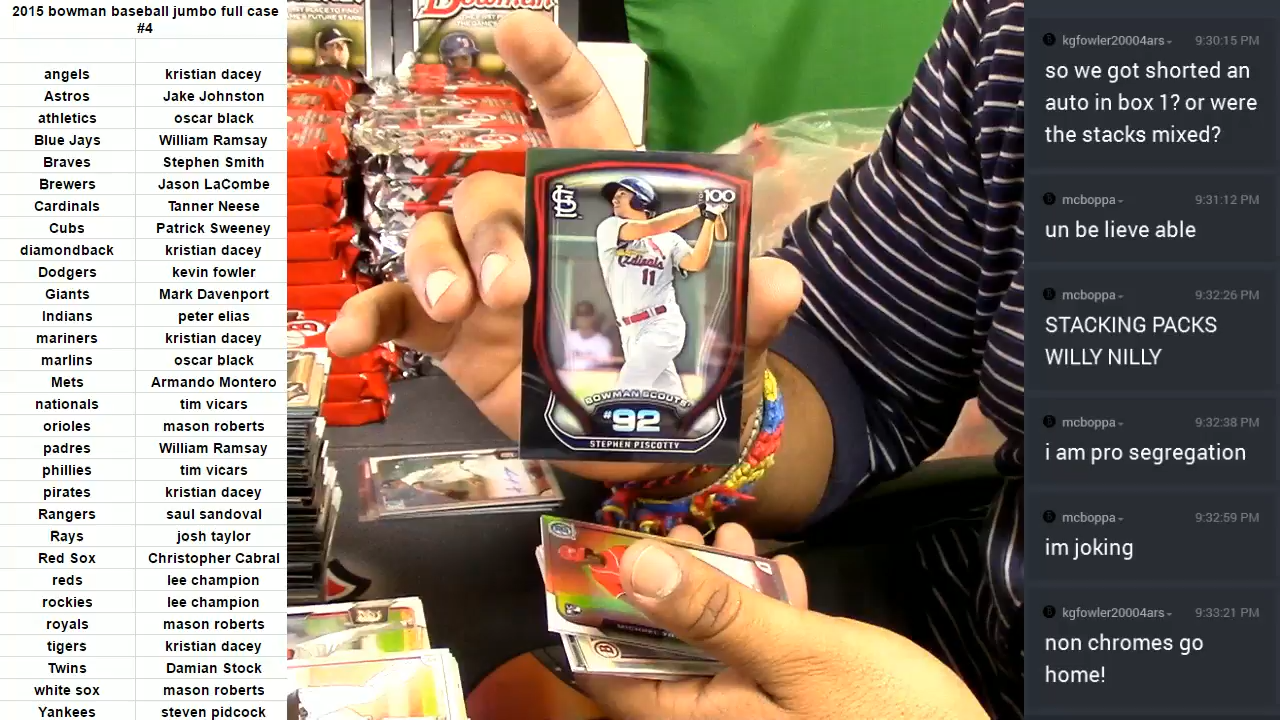 2015 bowman baseball jumbo full case
#4
angels kristian dacey
Astros Jake Johnston
athletics oscar black
Blue Jays William Ramsay
Braves Stephen Smith
Brewers Jason LaCombe
Cardinals Tanner Neese
Cubs Patrick Sweeney
diamondback kristian dacey
Dodgers kevin fowler
Giants Mark Davenport
Indians peter elias
mariners kristian dacey
marlins oscar black
Mets Armando Montero
nationals tim vicars
orioles mason roberts
padres William Ramsay
phillies tim vicars
pirates kristian dacey
Rangers saul sandoval
Rays josh taylor
Red Sox Christopher Cabral
reds lee champion
rockies lee champion
royals mason roberts
tigers kristian dacey
Twins Damian Stock
white sox mason roberts
Yankees steven pidcock
Bowman
STL
100
Cardinals
11
BOWMAN SCOUTS'
#92
STEPHEN PISCOTTY
MICHAEL
kgfowler20004ars 9:30:15 PM
so we got shorted an
auto in box 1? or were
the stacks mixed?
mcboppa 9:31:12 PM
un be lieve able
mcboppa 9:32:26 PM
STACKING PACKS
WILLY NILLY
mcboppa 9:32:38 PM
i am pro segregation
mcboppa 9:32:59 PM
im joking
kgfowler20004ars 9:33:21 PM
non chromes go
home!